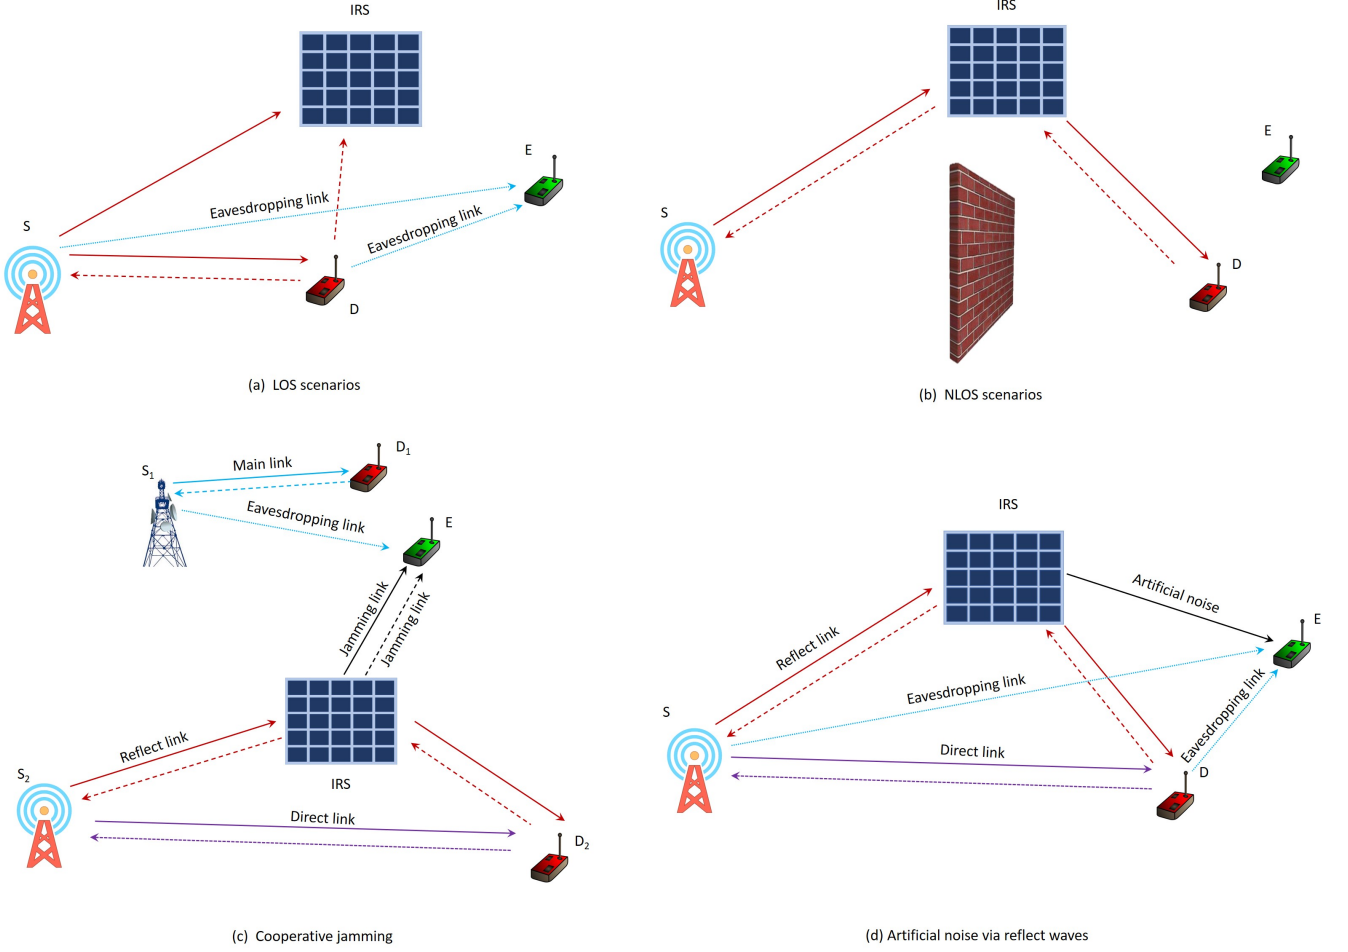 IRS
E
Eavesdropping link
Eavesdropping link
S
D
(a) LOS scenarios
IRS
E
S
D
(b) NLOS scenarios
D1
S1
Main link
Eavesdropping link
E
Jamming link
Jamming link
Reflect link
S2
IRS
Direct link
D2
(c) Cooperative jamming
IRS
Artificial noise
E
Reflect link
Eavesdropping link
Eavesdropping link
S
Direct link
D
(d) Artificial noise via reflect waves